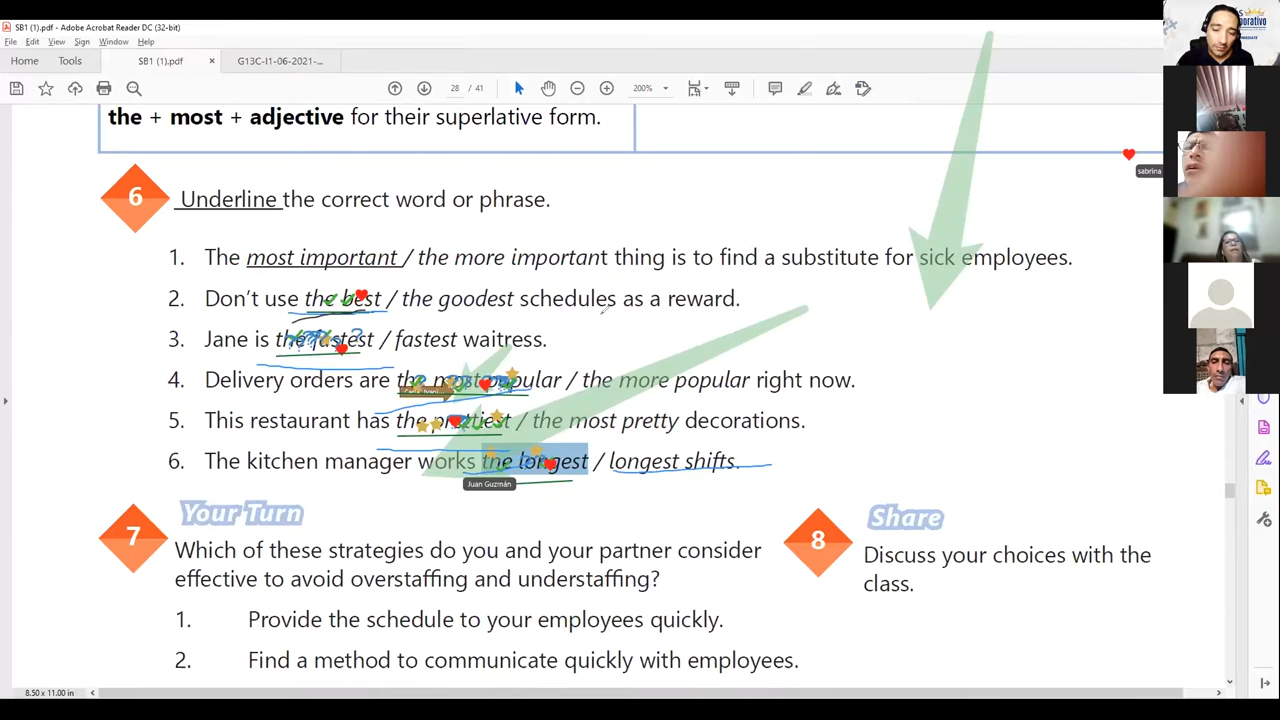 SB1 (1).pdf - Adobe Acrobat Reader DC (32-bit)
File Edit View Sign Window Help
Home Tools SB1 (1).pdf × G13C-I1-06-2021-...
28 / 41 200%
the + most + adjective for their superlative form.
sabrina
6 Underline the correct word or phrase.
1. The most important / the more important thing is to find a substitute for sick employees.
2. Don't use the best / the goodest schedules as a reward.
3. Jane is the fastest / fastest waitress.
4. Delivery orders are the most popular / the more popular right now.
5. This restaurant has the prettiest / the most pretty decorations.
6. The kitchen manager works the longest / longest shifts.
Juan Guzmán
7 Your Turn
Which of these strategies do you and your partner consider
effective to avoid overstaffing and understaffing?
1. Provide the schedule to your employees quickly.
2. Find a method to communicate quickly with employees.
8 Share
Discuss your choices with the
class.
8.50 x 11.00 in